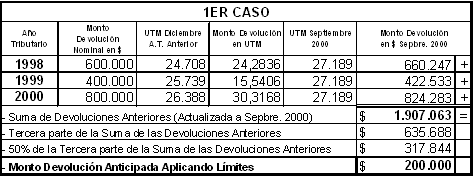 1ER CASO
Año Tributario | Monto Devolución Nominal en $ | UTM Diciembre A.T. Anterior | Monto Devolución en UTM | UTM Septiembre 2000 | Monto Devolución en $ Sepbre. 2000
1998 | 600.000 | 24.708 | 24,2836 | 27.189 | 660.247 | +
1999 | 400.000 | 25.739 | 15,5406 | 27.189 | 422.533 | +
2000 | 800.000 | 26.388 | 30,3168 | 27.189 | 824.283 | +
- Suma de Devoluciones Anteriores (Actualizada a Sepbre. 2000) | $ 1.907.063 | =
- Tercera parte de la Suma de las Devoluciones Anteriores | $ 635.688
- 50% de la Tercera parte de la Suma de las Devoluciones Anteriores | $ 317.844
- Monto Devolución Anticipada Aplicando Límites | $ 200.000